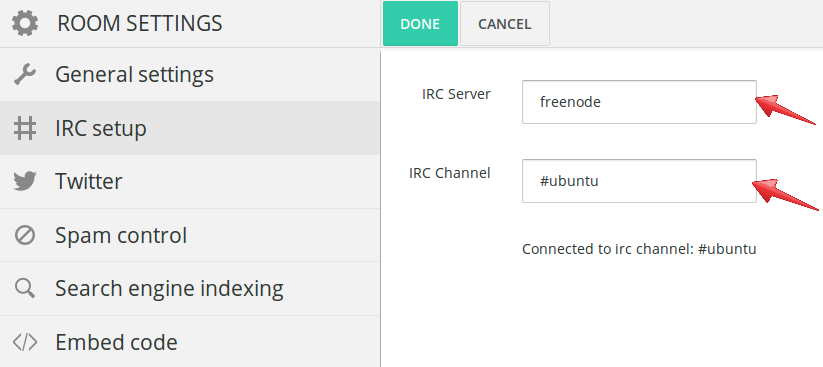 ROOM SETTINGS
General settings
IRC setup
Twitter
Spam control
Search engine indexing
Embed code
DONE
CANCEL
IRC Server
freenode
IRC Channel
#ubuntu
Connected to irc channel: #ubuntu